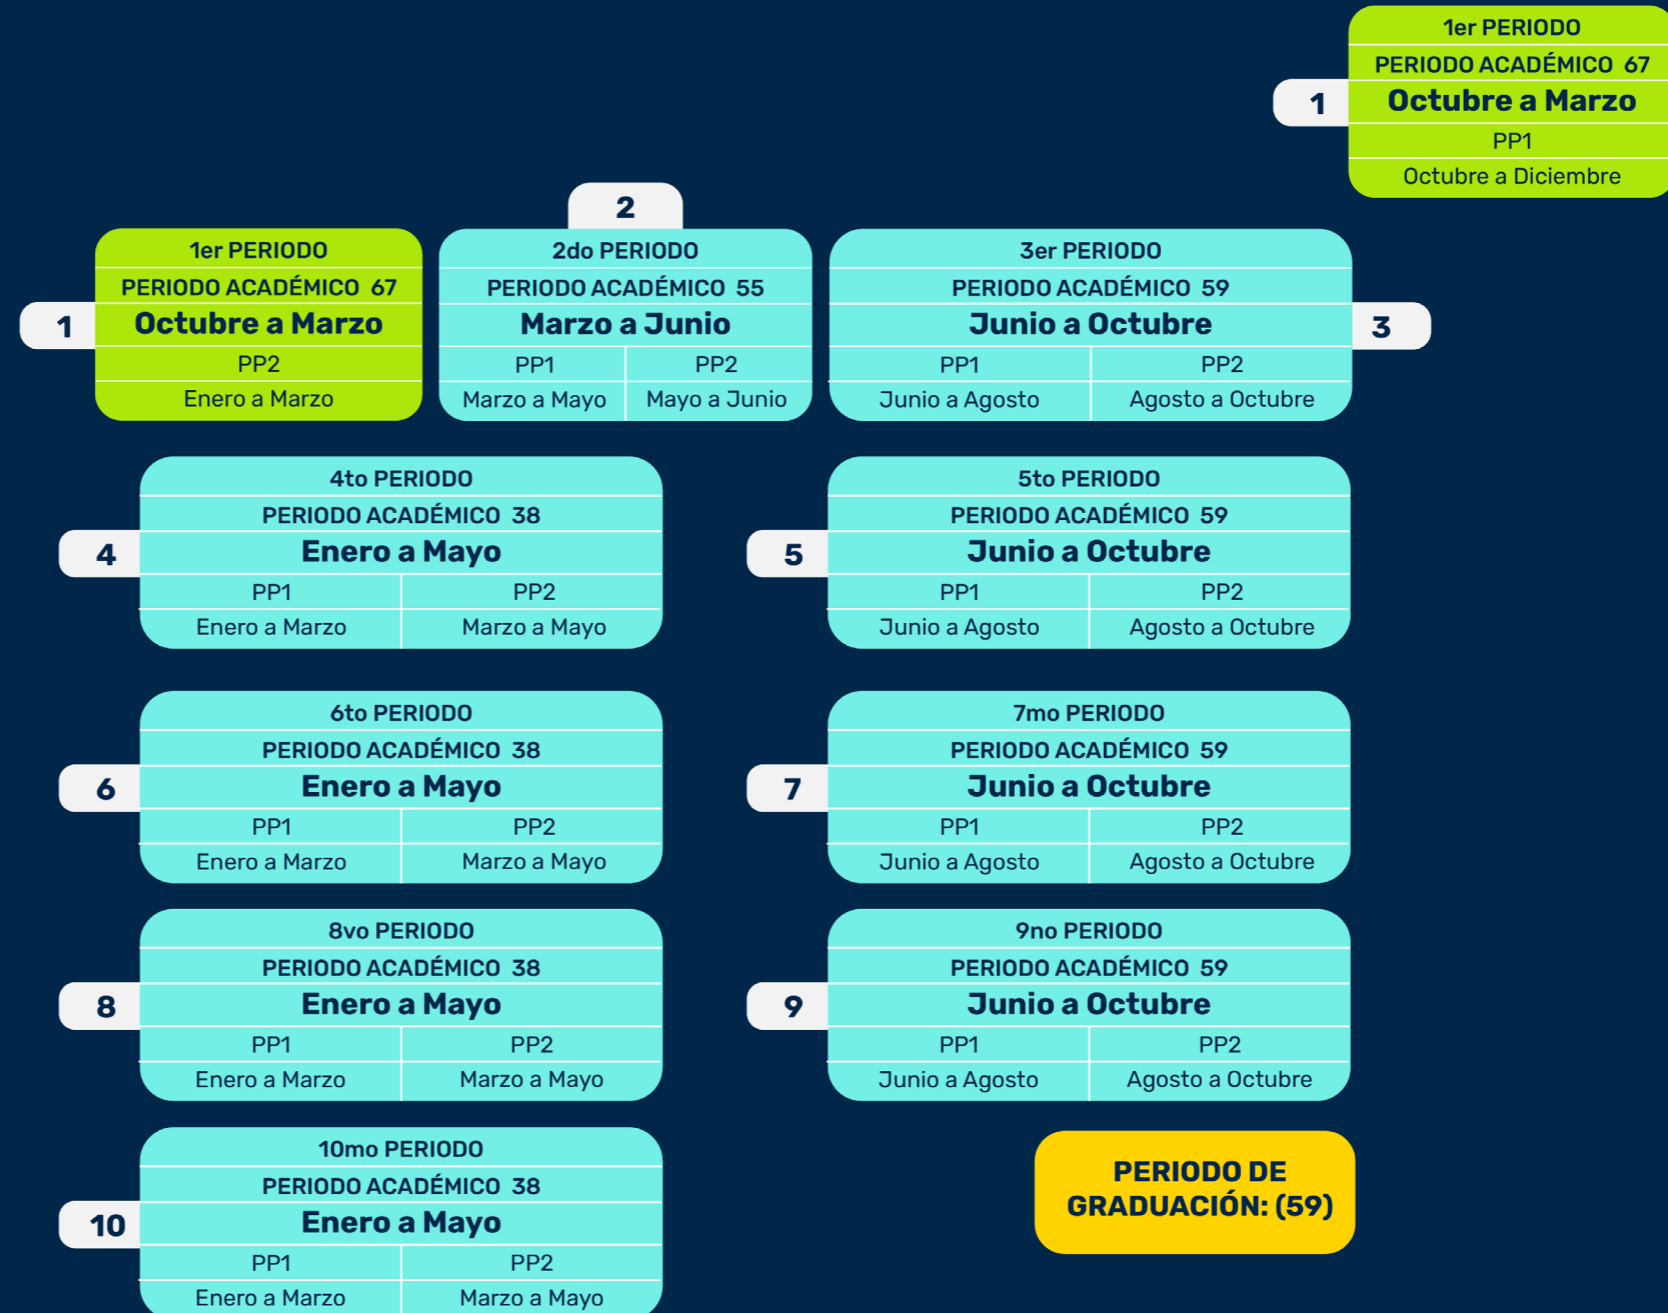 1er PERIODO
PERIODO ACADÉMICO 67
1
Octubre a Marzo
PP1
Octubre a Diciembre
1er PERIODO
PERIODO ACADÉMICO 67
1
Octubre a Marzo
PP2
Enero a Marzo
2
2do PERIODO
PERIODO ACADÉMICO 55
Marzo a Junio
PP1 PP2
Marzo a Mayo Mayo a Junio
3er PERIODO
PERIODO ACADÉMICO 59
Junio a Octubre
3
PP1 PP2
Junio a Agosto Agosto a Octubre
4to PERIODO
PERIODO ACADÉMICO 38
4
Enero a Mayo
PP1 PP2
Enero a Marzo Marzo a Mayo
5to PERIODO
PERIODO ACADÉMICO 59
5
Junio a Octubre
PP1 PP2
Junio a Agosto Agosto a Octubre
6to PERIODO
PERIODO ACADÉMICO 38
6
Enero a Mayo
PP1 PP2
Enero a Marzo Marzo a Mayo
7mo PERIODO
PERIODO ACADÉMICO 59
7
Junio a Octubre
PP1 PP2
Junio a Agosto Agosto a Octubre
8vo PERIODO
PERIODO ACADÉMICO 38
8
Enero a Mayo
PP1 PP2
Enero a Marzo Marzo a Mayo
9no PERIODO
PERIODO ACADÉMICO 59
9
Junio a Octubre
PP1 PP2
Junio a Agosto Agosto a Octubre
10mo PERIODO
PERIODO ACADÉMICO 38
10
Enero a Mayo
PP1 PP2
Enero a Marzo Marzo a Mayo
PERIODO DE
GRADUACIÓN: (59)